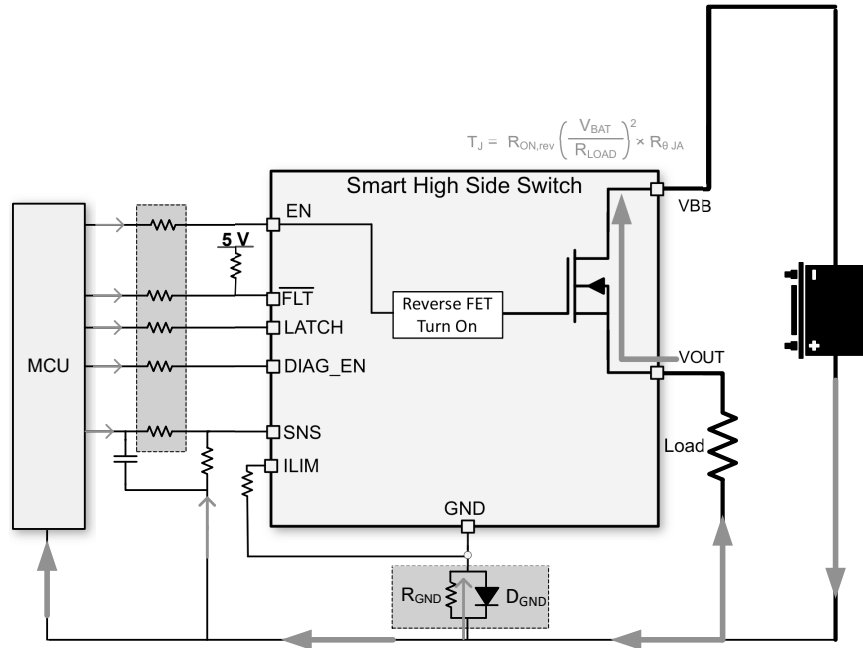 T_J = R_ON,rev (V_BAT / R_LOAD)² × R_θJA
Smart High Side Switch
VBB
EN
5 V
FLT
LATCH
DIAG_EN
SNS
ILIM
MCU
Reverse FET
Turn On
VOUT
Load
-
+
GND
R_GND
D_GND